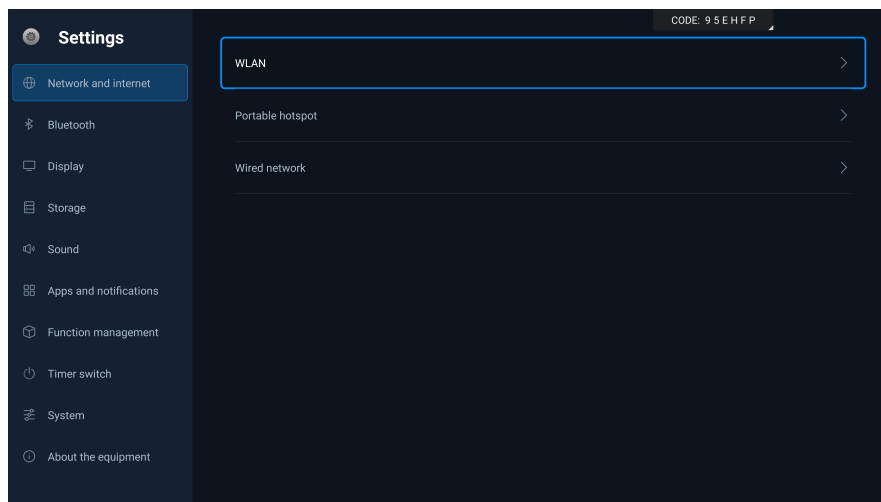 CODE: 9 5 E H F P
Settings
Network and internet
Bluetooth
Display
Storage
Sound
Apps and notifications
Function management
Timer switch
System
About the equipment
WLAN
Portable hotspot
Wired network